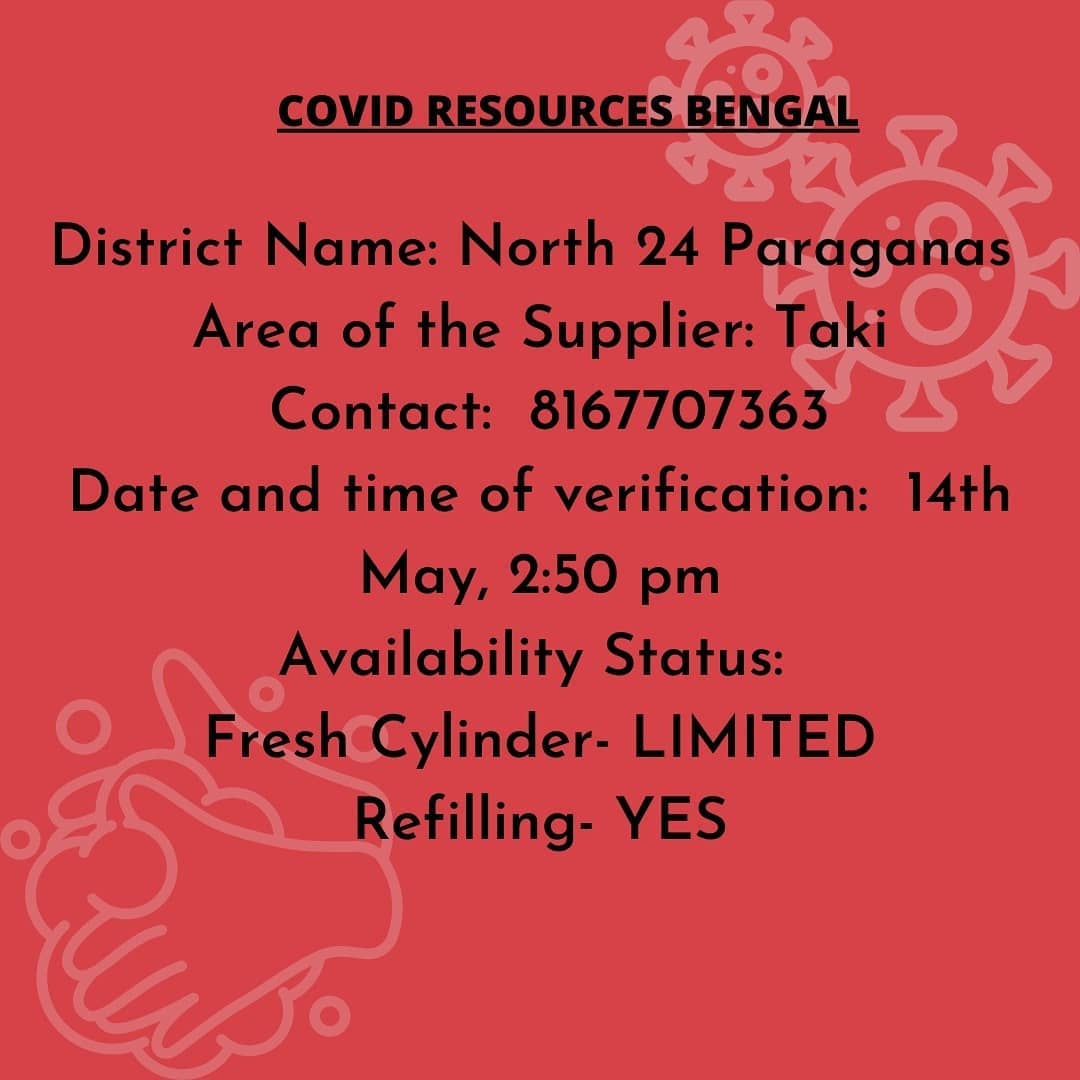 COVID RESOURCES BENGAL
District Name: North 24 Paraganas
Area of the Supplier: Taki
Contact: 8167707363
Date and time of verification: 14th
May, 2:50 pm
Availability Status:
Fresh Cylinder- LIMITED
Refilling- YES